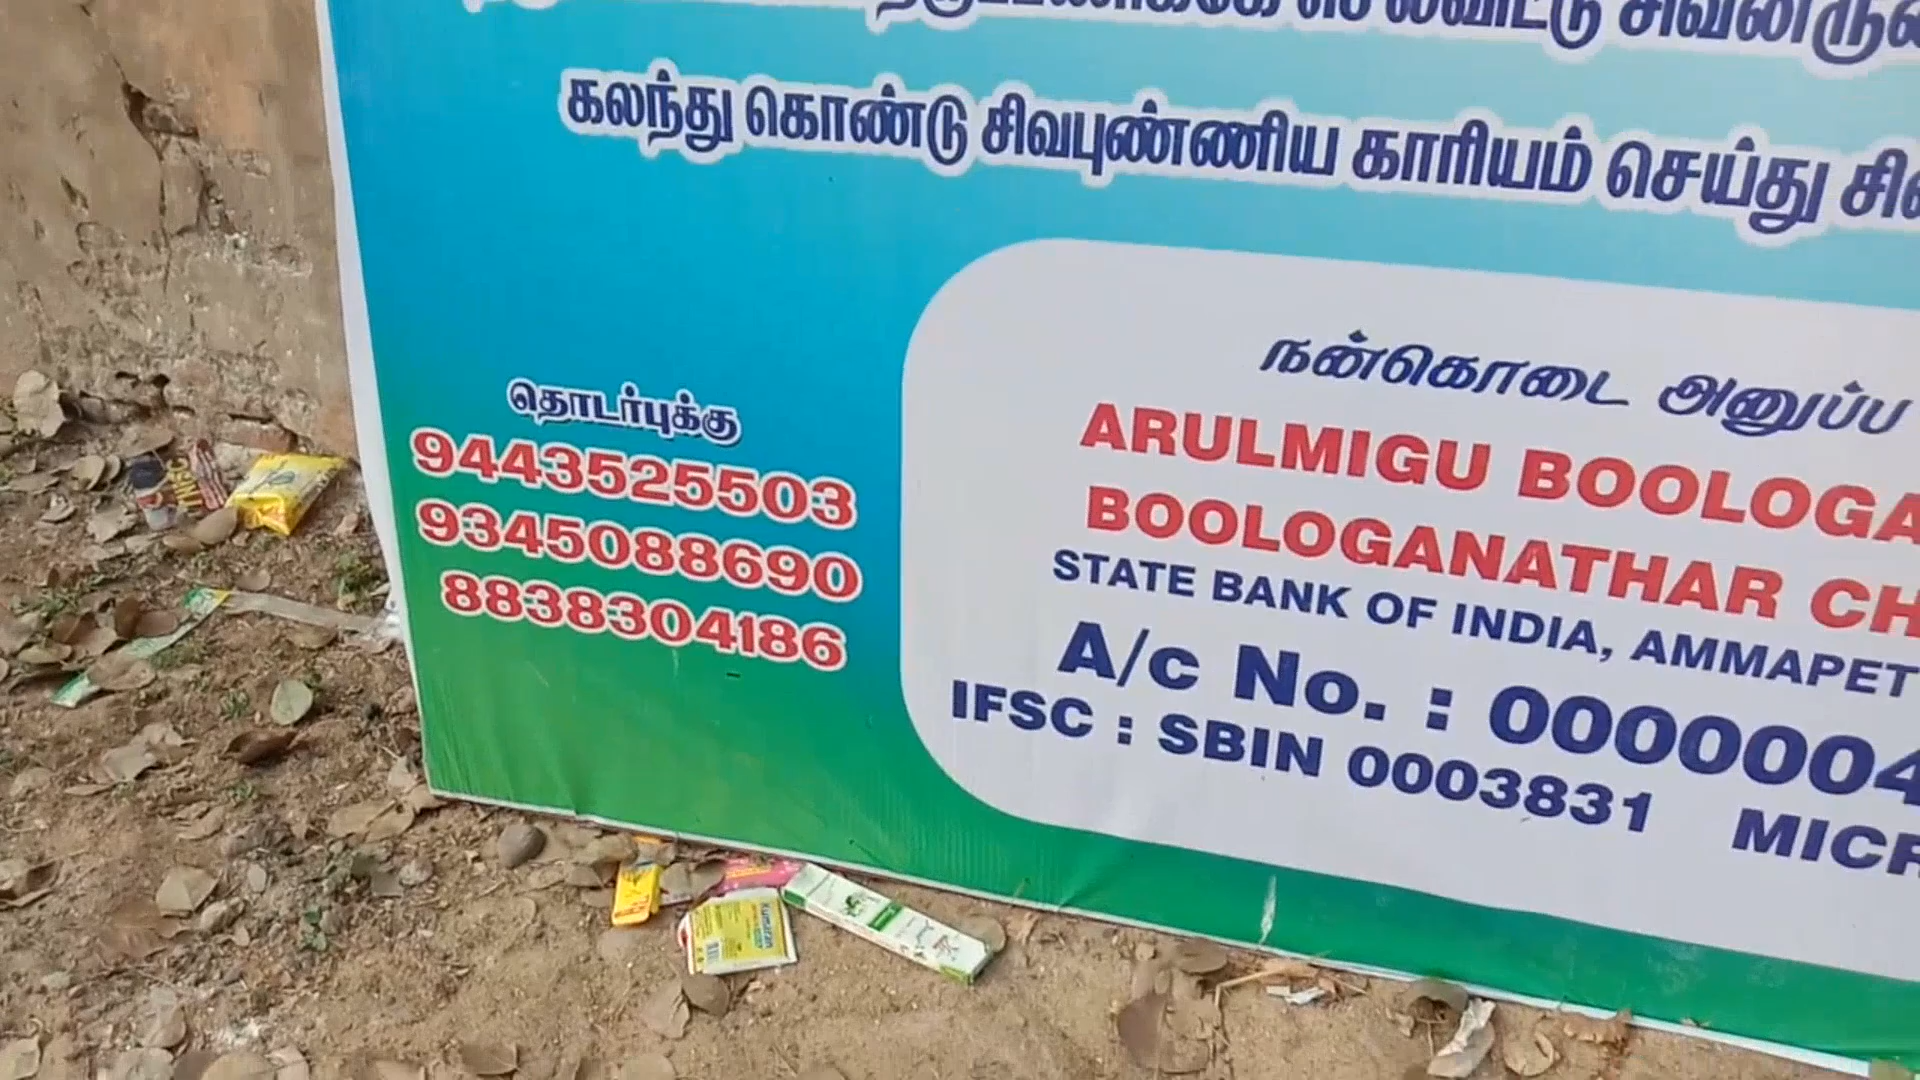 கலந்து கொண்டு சிவபுண்ணிய காரியம் செய்து
தொடர்புக்கு
9443525503
9345088690
8838304186
நன்கொடை அனுப்ப
ARULMIGU BOOLOGA
BOOLOGANATHAR CH
STATE BANK OF INDIA, AMMAPET
A/c No. : 0000004
IFSC : SBIN 0003831 MICR
Kumaran